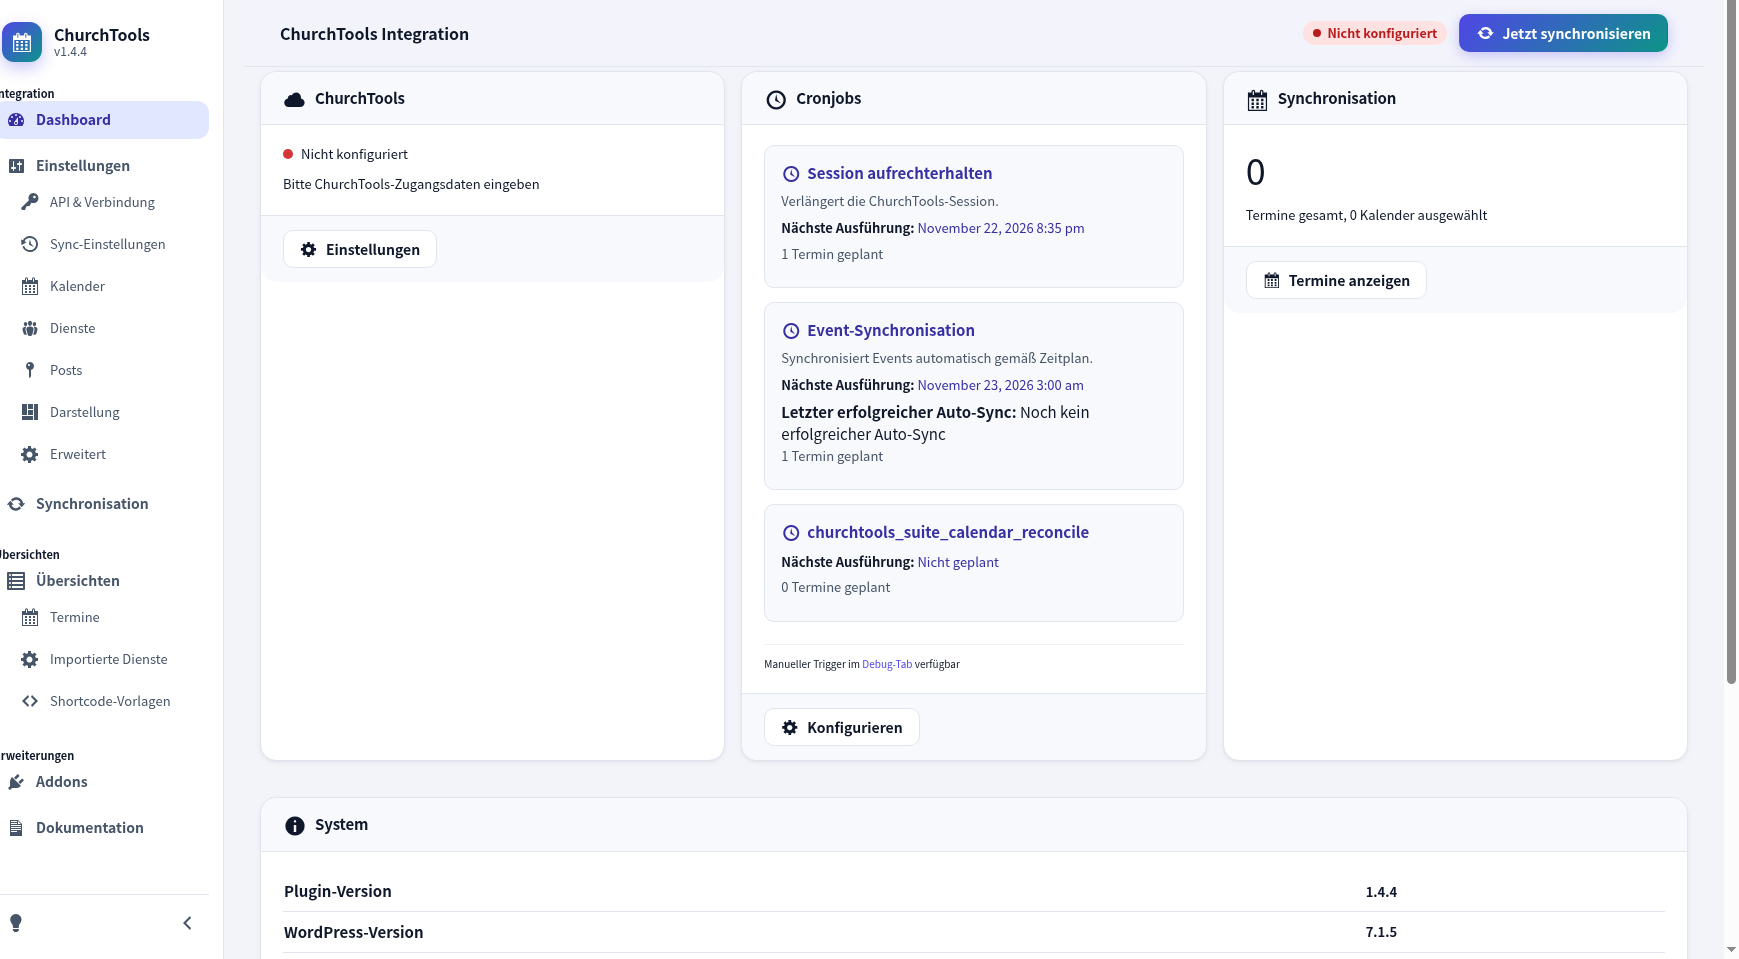 ChurchTools
v1.4.4
ntegration
Dashboard
Einstellungen
API & Verbindung
Sync-Einstellungen
Kalender
Dienste
Posts
Darstellung
Erweitert
Synchronisation
Übersichten
Übersichten
Termine
Importierte Dienste
Shortcode-Vorlagen
rweiterungen
Addons
Dokumentation
ChurchTools Integration
Nicht konfiguriert
Jetzt synchronisieren
ChurchTools
Nicht konfiguriert
Bitte ChurchTools-Zugangsdaten eingeben
Einstellungen
Cronjobs
Session aufrechterhalten
Verlängert die ChurchTools-Session.
Nächste Ausführung: November 22, 2026 8:35 pm
1 Termin geplant
Event-Synchronisation
Synchronisiert Events automatisch gemäß Zeitplan.
Nächste Ausführung: November 23, 2026 3:00 am
Letzter erfolgreicher Auto-Sync: Noch kein
erfolgreicher Auto-Sync
1 Termin geplant
churchtools_suite_calendar_reconcile
Nächste Ausführung: Nicht geplant
0 Termine geplant
Manueller Trigger im Debug-Tab verfügbar
Konfigurieren
Synchronisation
0
Termine gesamt, 0 Kalender ausgewählt
Termine anzeigen
System
Plugin-Version 1.4.4
WordPress-Version 7.1.5